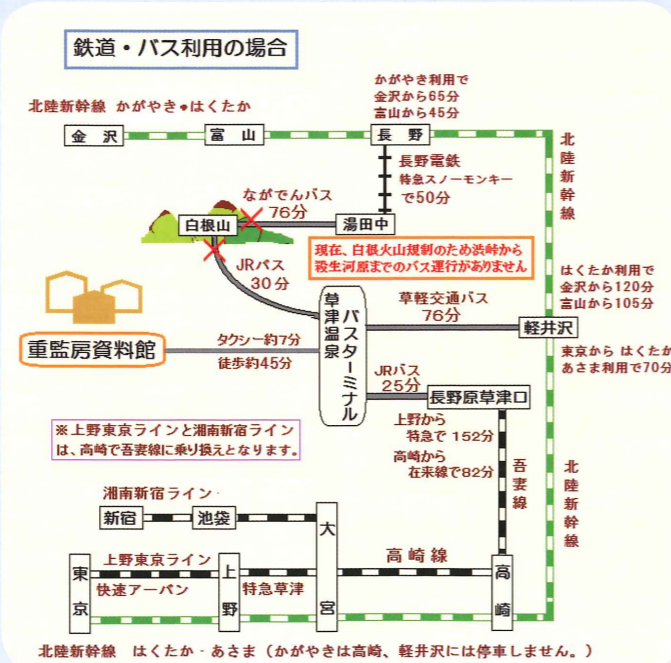 鉄道・バス利用の場合
かがやき利用で
金沢から65分
富山から45分
北陸新幹線 かがやき・はくたか
金沢
富山
長野
北陸新幹線
長野電鉄
特急スノーモンキー
で50分
ながでんバス
76分
白根山
湯田中
現在、白根火山規制のため渋峠から
殺生河原までのバス運行がありません
JRバス
30分
はくたか利用で
金沢から120分
富山から105分
草津温泉
バスターミナル
草軽交通バス
76分
軽井沢
重監房資料館
タクシー約7分
徒歩約45分
東京から はくたか
あさま利用で70分
JRバス
25分
長野原草津口
※上野東京ラインと湘南新宿ライン
は、高崎で吾妻線に乗り換えとなります。
上野から
特急で 152分
高崎から
在来線で82分
吾妻線
北陸新幹線
湘南新宿ライン
新宿
池袋
大宮
上野東京ライン
快速アーバン
東京
上野
特急草津
高崎線
高崎
北陸新幹線 はくたか・あさま(かがやきは高崎、軽井沢には停車しません。)